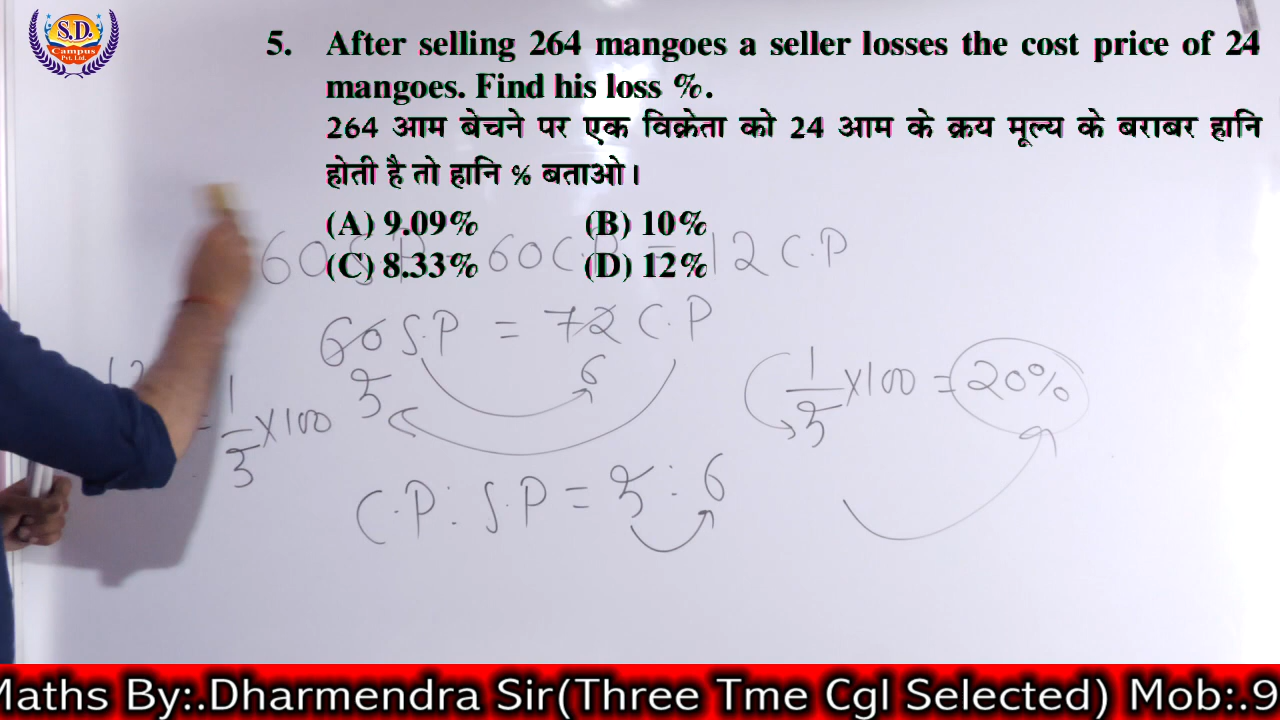 S.D.
Campus
Pvt. Ltd.
5. After selling 264 mangoes a seller losses the cost price of 24
mangoes. Find his loss %.
264 आम बेचने पर एक विक्रेता को 24 आम के क्रय मूल्य के बराबर हानि
होती है तो हानि % बताओ।
(A) 9.09% (B) 10%
(C) 8.33% (D) 12%
60 S.P - 60 C.P = 12 C.P
60 S.P = 72 C.P
5 6
= 1/5 × 100
1/5 × 100 = 20%
C.P : S.P = 5 : 6
Maths By:.Dharmendra Sir(Three Tme Cgl Selected) Mob:.9